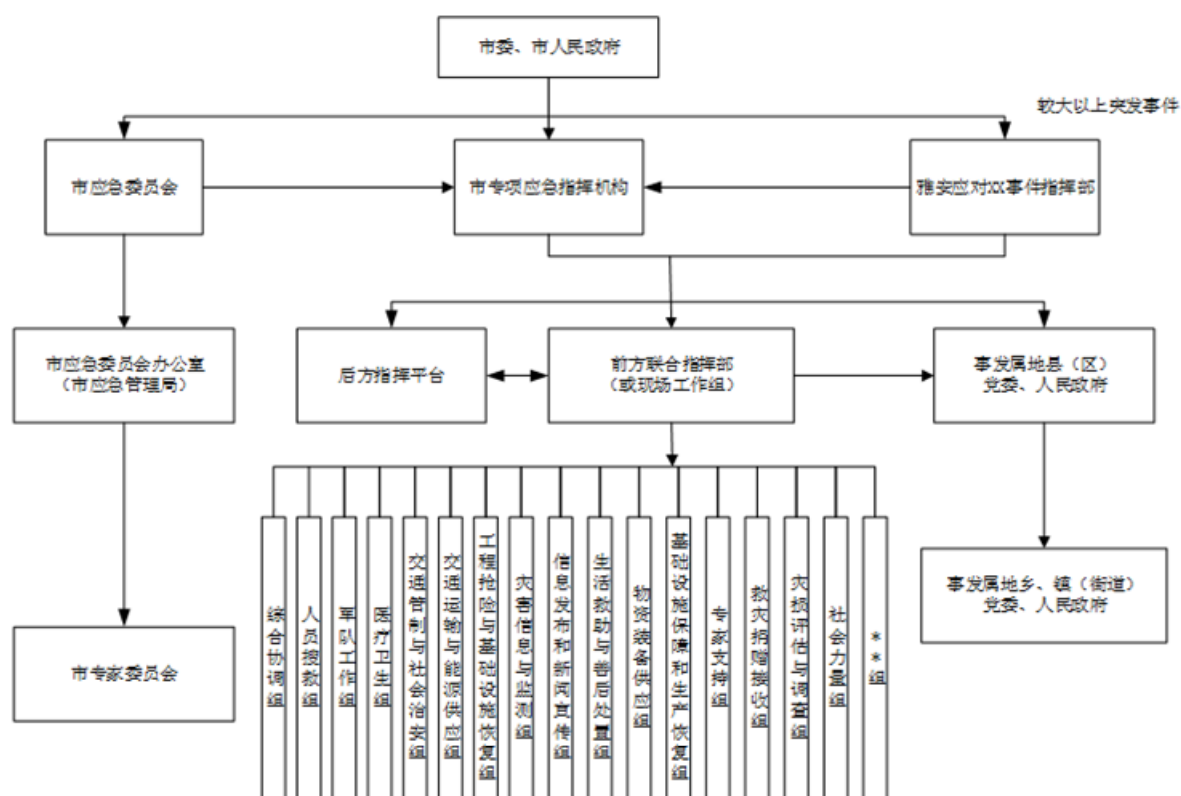 市委、市人民政府
较大以上突发事件
市应急委员会
市专项应急指挥机构
雅安应对XX事件指挥部
市应急委员会办公室
（市应急管理局）
后方指挥平台
前方联合指挥部
（或现场工作组）
事发属地县（区）
党委、人民政府
综合协调组
人员搜救组
军队工作组
医疗卫生组
交通管制与社会治安组
交通运输与能源供应组
工程抢险与基础设施恢复组
灾害信息与监测组
信息发布和新闻宣传组
生活救助与善后处置组
物资装备供应组
基础设施保障和生产恢复组
专家支持组
救灾捐赠接收组
灾损评估与调查组
社会力量组
**组
事发属地乡、镇（街道）
党委、人民政府
市专家委员会